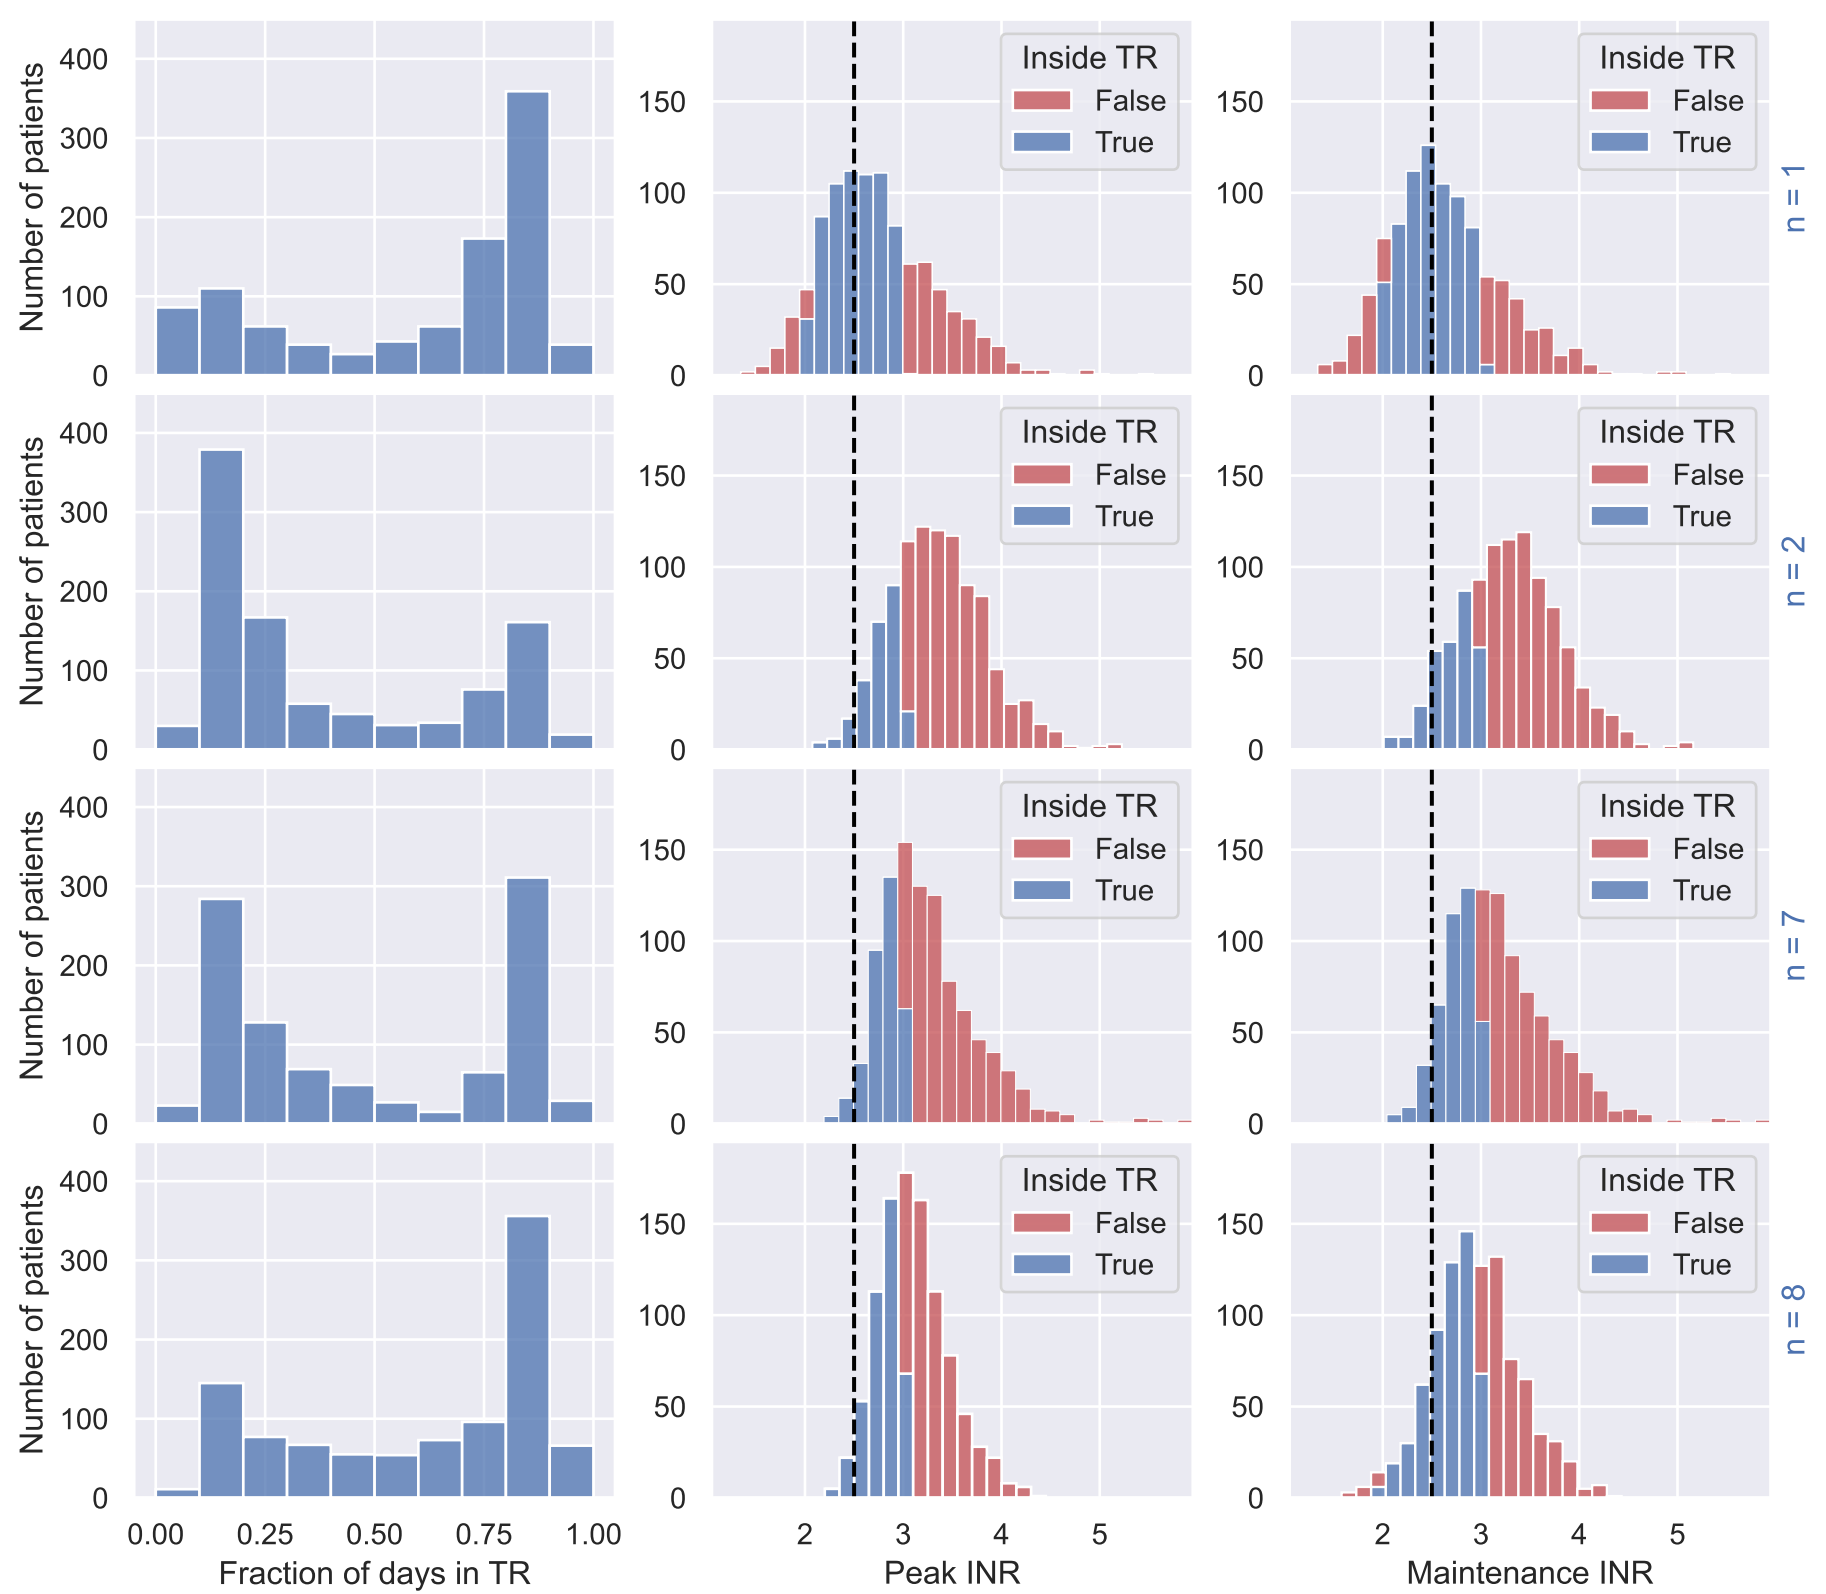 Number of patients
400
300
200
100
0
150
100
50
0
Inside TR
False
True
150
100
50
0
Inside TR
False
True
n = 1
Number of patients
400
300
200
100
0
150
100
50
0
Inside TR
False
True
150
100
50
0
Inside TR
False
True
n = 2
Number of patients
400
300
200
100
0
150
100
50
0
Inside TR
False
True
150
100
50
0
Inside TR
False
True
n = 7
Number of patients
400
300
200
100
0
150
100
50
0
Inside TR
False
True
150
100
50
0
Inside TR
False
True
n = 8
0.00 0.25 0.50 0.75 1.00
Fraction of days in TR
2 3 4 5
Peak INR
2 3 4 5
Maintenance INR